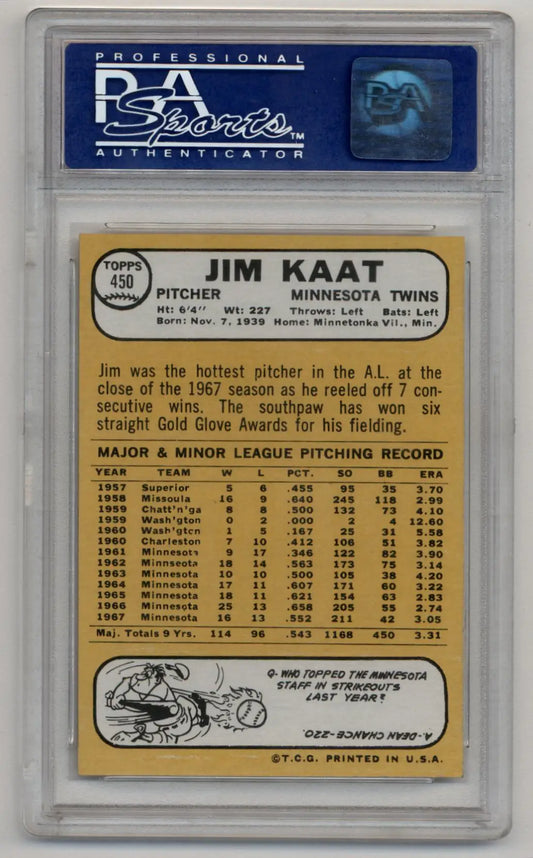 PROFESSIONAL
PSA
Sports TM
AUTHENTICATOR
PSA
TOPPS
450
JIM KAAT
PITCHER MINNESOTA TWINS
Ht: 6'4" Wt: 227 Throws: Left Bats: Left
Born: Nov. 7, 1939 Home: Minnetonka Vil., Min.
Jim was the hottest pitcher in the A.L. at the
close of the 1967 season as he reeled off 7 con-
secutive wins. The southpaw has won six
straight Gold Glove Awards for his fielding.
MAJOR & MINOR LEAGUE PITCHING RECORD
YEAR TEAM W L PCT. SO BB ERA
1957 Superior 5 6 .455 95 35 3.70
1958 Missoula 16 9 .640 245 118 2.99
1959 Chatt'n'ga 8 8 .500 132 73 4.10
1959 Wash'gton 0 2 .000 2 4 12.60
1960 Wash'gton 1 5 .167 25 31 5.58
1960 Charleston 7 10 .412 106 51 3.82
1961 Minnesota 9 17 .346 122 82 3.90
1962 Minnseota 18 14 .563 173 75 3.14
1963 Minnesota 10 10 .500 105 38 4.20
1964 Minnesota 17 11 .607 171 60 3.22
1965 Minnesota 18 11 .621 154 63 2.83
1966 Minnesota 25 13 .658 205 55 2.74
1967 Minnesota 16 13 .552 211 42 3.05
Maj. Totals 9 Yrs. 114 96 .543 1168 450 3.31
Q- WHO TOPPED THE MINNESOTA
STAFF IN STRIKEOUTS
LAST YEAR?
A- DEAN CHANCE-220.
©T.C.G. PRINTED IN U.S.A.